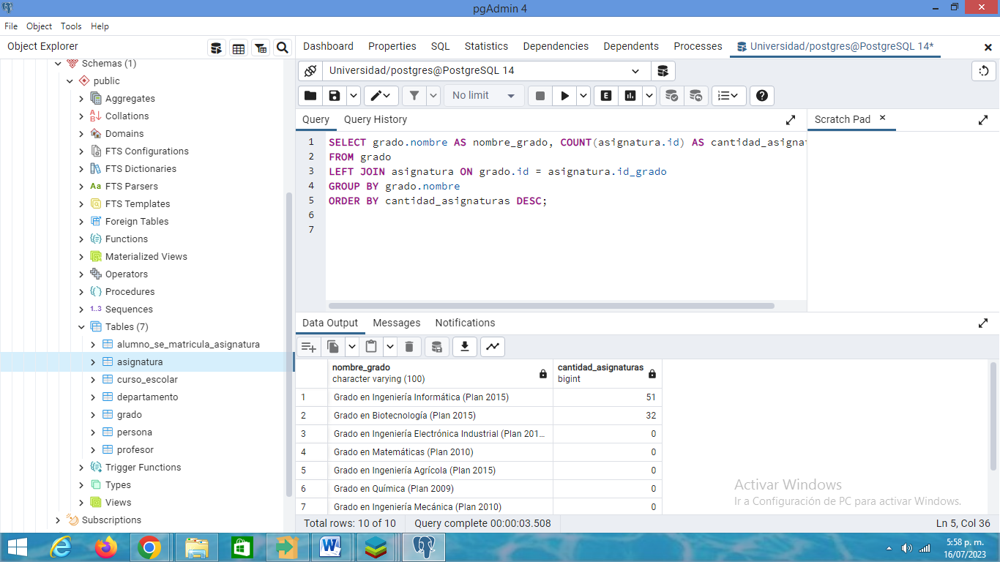 pgAdmin 4
File Object Tools Help
Object Explorer
Dashboard Properties SQL Statistics Dependencies Dependents Processes Universidad/postgres@PostgreSQL 14*
Schemas (1)
public
Aggregates
Collations
Domains
FTS Configurations
FTS Dictionaries
Aa FTS Parsers
FTS Templates
Foreign Tables
Functions
Materialized Views
Operators
Procedures
1..3 Sequences
Tables (7)
alumno_se_matricula_asignatura
asignatura
curso_escolar
departamento
grado
persona
profesor
Trigger Functions
Types
Views
Subscriptions
Universidad/postgres@PostgreSQL 14
No limit
E
Query Query History
Scratch Pad
1 SELECT grado.nombre AS nombre_grado, COUNT(asignatura.id) AS cantidad_asigna
2 FROM grado
3 LEFT JOIN asignatura ON grado.id = asignatura.id_grado
4 GROUP BY grado.nombre
5 ORDER BY cantidad_asignaturas DESC;
6
7
Data Output Messages Notifications
nombre_grado cantidad_asignaturas
character varying (100) bigint
1 Grado en Ingeniería Informática (Plan 2015) 51
2 Grado en Biotecnología (Plan 2015) 32
3 Grado en Ingeniería Electrónica Industrial (Plan 201... 0
4 Grado en Matemáticas (Plan 2010) 0
5 Grado en Ingeniería Agrícola (Plan 2015) 0
6 Grado en Química (Plan 2009) 0
7 Grado en Ingeniería Mecánica (Plan 2010) 0
Activar Windows
Ir a Configuración de PC para activar Windows.
Total rows: 10 of 10 Query complete 00:00:03.508 Ln 5, Col 36
5:58 p. m.
16/07/2023